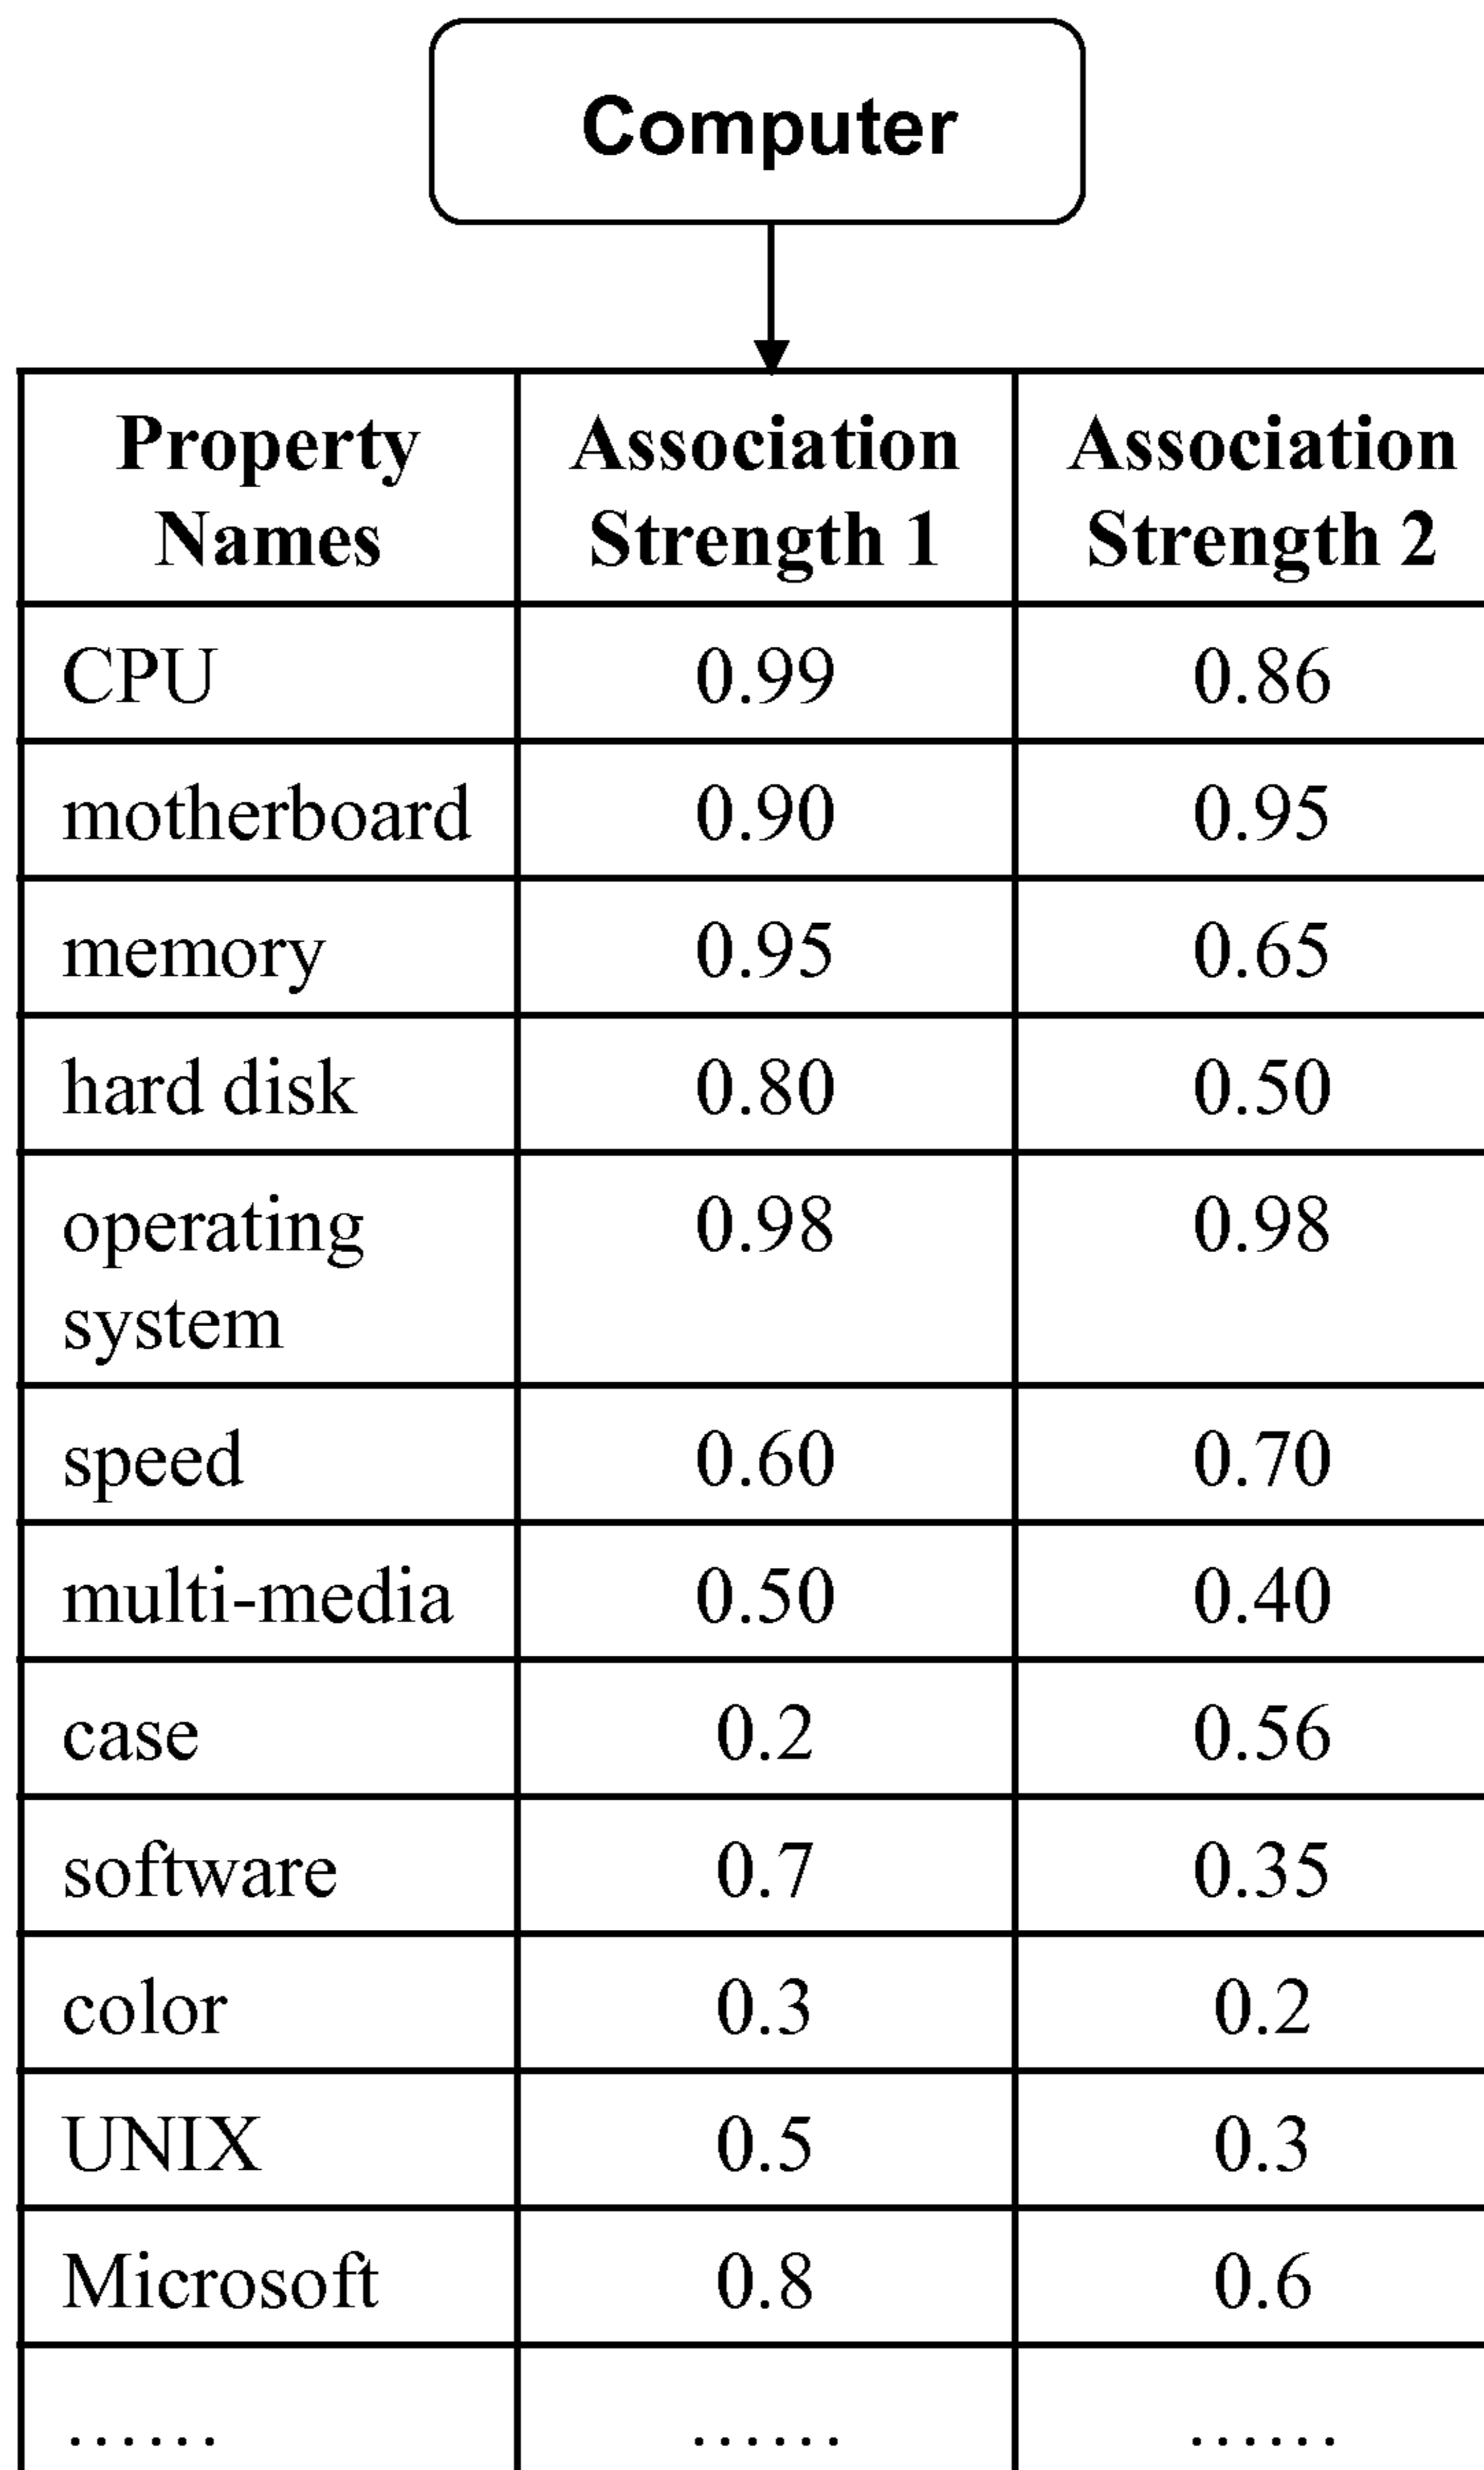 Computer
Property Names Association Strength 1 Association Strength 2
CPU 0.99 0.86
motherboard 0.90 0.95
memory 0.95 0.65
hard disk 0.80 0.50
operating system 0.98 0.98
speed 0.60 0.70
multi-media 0.50 0.40
case 0.2 0.56
software 0.7 0.35
color 0.3 0.2
UNIX 0.5 0.3
Microsoft 0.8 0.6
...... ...... ......